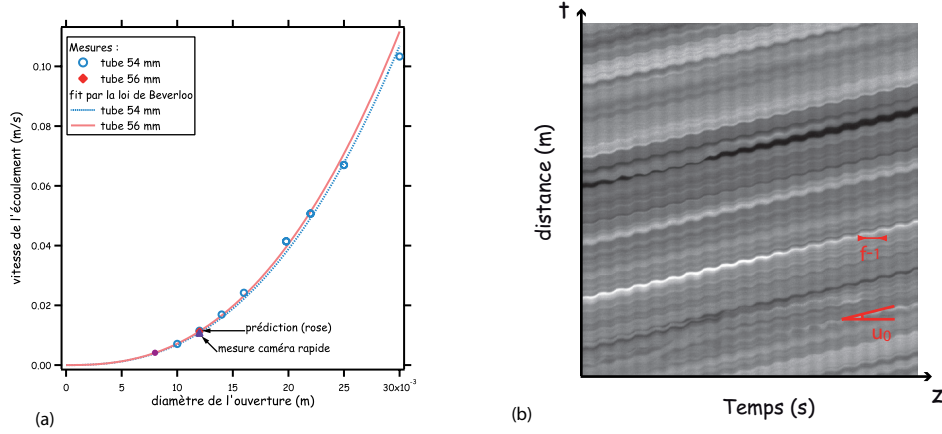 Mesures :
tube 54 mm
tube 56 mm
fit par la loi de Beverloo
tube 54 mm
tube 56 mm
vitesse de l'écoulement (m/s)
0.10
0.08
0.06
0.04
0.02
0.00
prédiction (rose)
mesure caméra rapide
0
5
10
15
20
25
30x10⁻³
diamètre de l'ouverture (m)
(a)
t
distance (m)
f⁻¹
u₀
z
Temps (s)
(b)